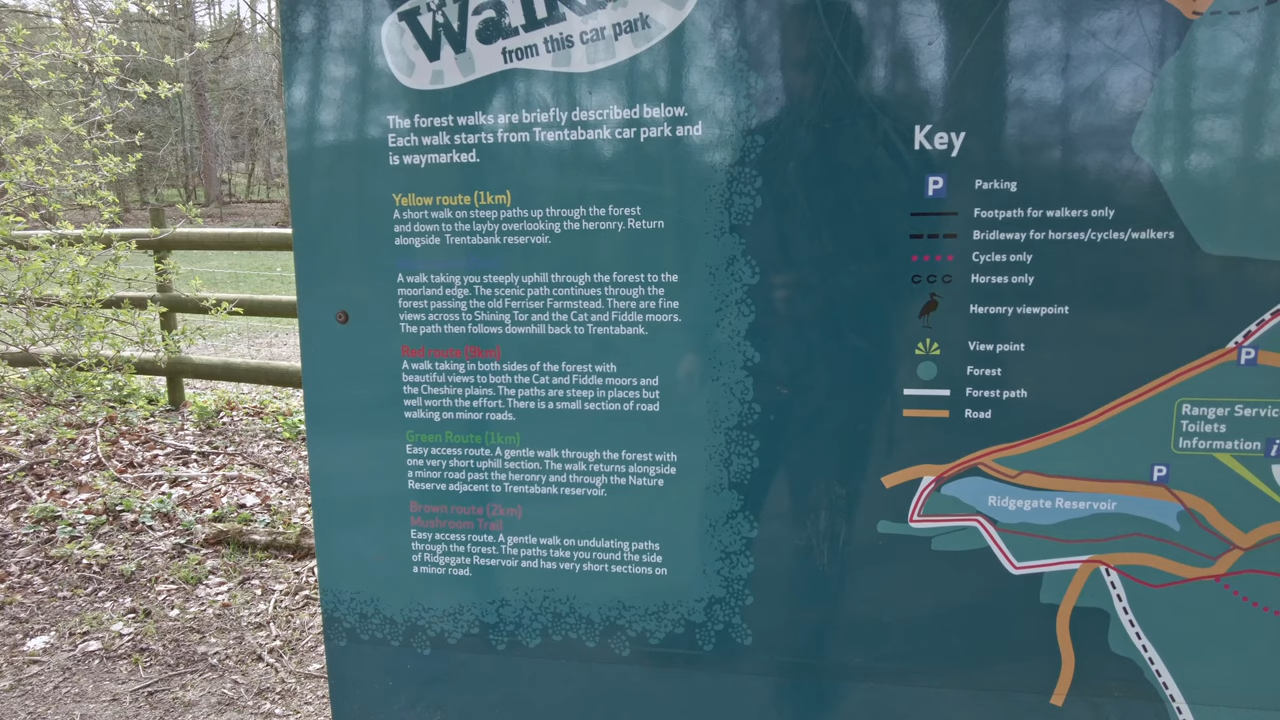 Walks
from this car park
The forest walks are briefly described below.
Each walk starts from Trentabank car park and
is waymarked.
Yellow route (1km)
A short walk on steep paths up through the forest
and down to the layby overlooking the heronry. Return
alongside Trentabank reservoir.
A walk taking you steeply uphill through the forest to the
moorland edge. The scenic path continues through the
forest passing the old Ferriser Farmstead. There are fine
views across to Shining Tor and the Cat and Fiddle moors.
The path then follows downhill back to Trentabank.
Red route (9km)
A walk taking in both sides of the forest with
beautiful views to both the Cat and Fiddle moors and
the Cheshire plains. The paths are steep in places but
well worth the effort. There is a small section of road
walking on minor roads.
Green Route (1km)
Easy access route. A gentle walk through the forest with
one very short uphill section. The walk returns alongside
a minor road past the heronry and through the Nature
Reserve adjacent to Trentabank reservoir.
Brown route (2km)
Mushroom Trail
Easy access route. A gentle walk on undulating paths
through the forest. The paths take you round the side
of Ridgegate Reservoir and has very short sections on
a minor road.
Key
P Parking
Footpath for walkers only
Bridleway for horses/cycles/walkers
Cycles only
Horses only
Heronry viewpoint
View point
Forest
Forest path
Road
P
Ranger Servic
Toilets
Information i
P
Ridgegate Reservoir